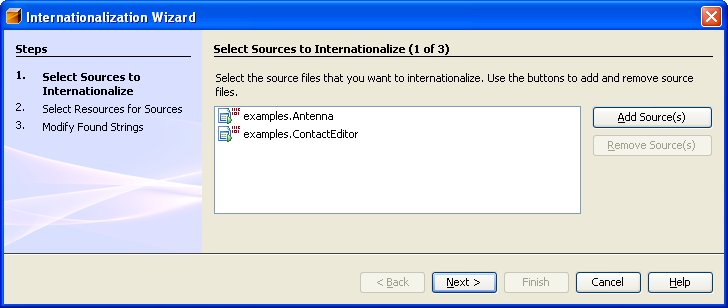 Internationalization Wizard
Steps
1. Select Sources to
Internationalize
2. Select Resources for Sources
3. Modify Found Strings
Select Sources to Internationalize (1 of 3)
Select the source files that you want to internationalize. Use the buttons to add and remove source
files.
examples.Antenna
examples.ContactEditor
Add Source(s)
Remove Source(s)
< Back
Next >
Finish
Cancel
Help